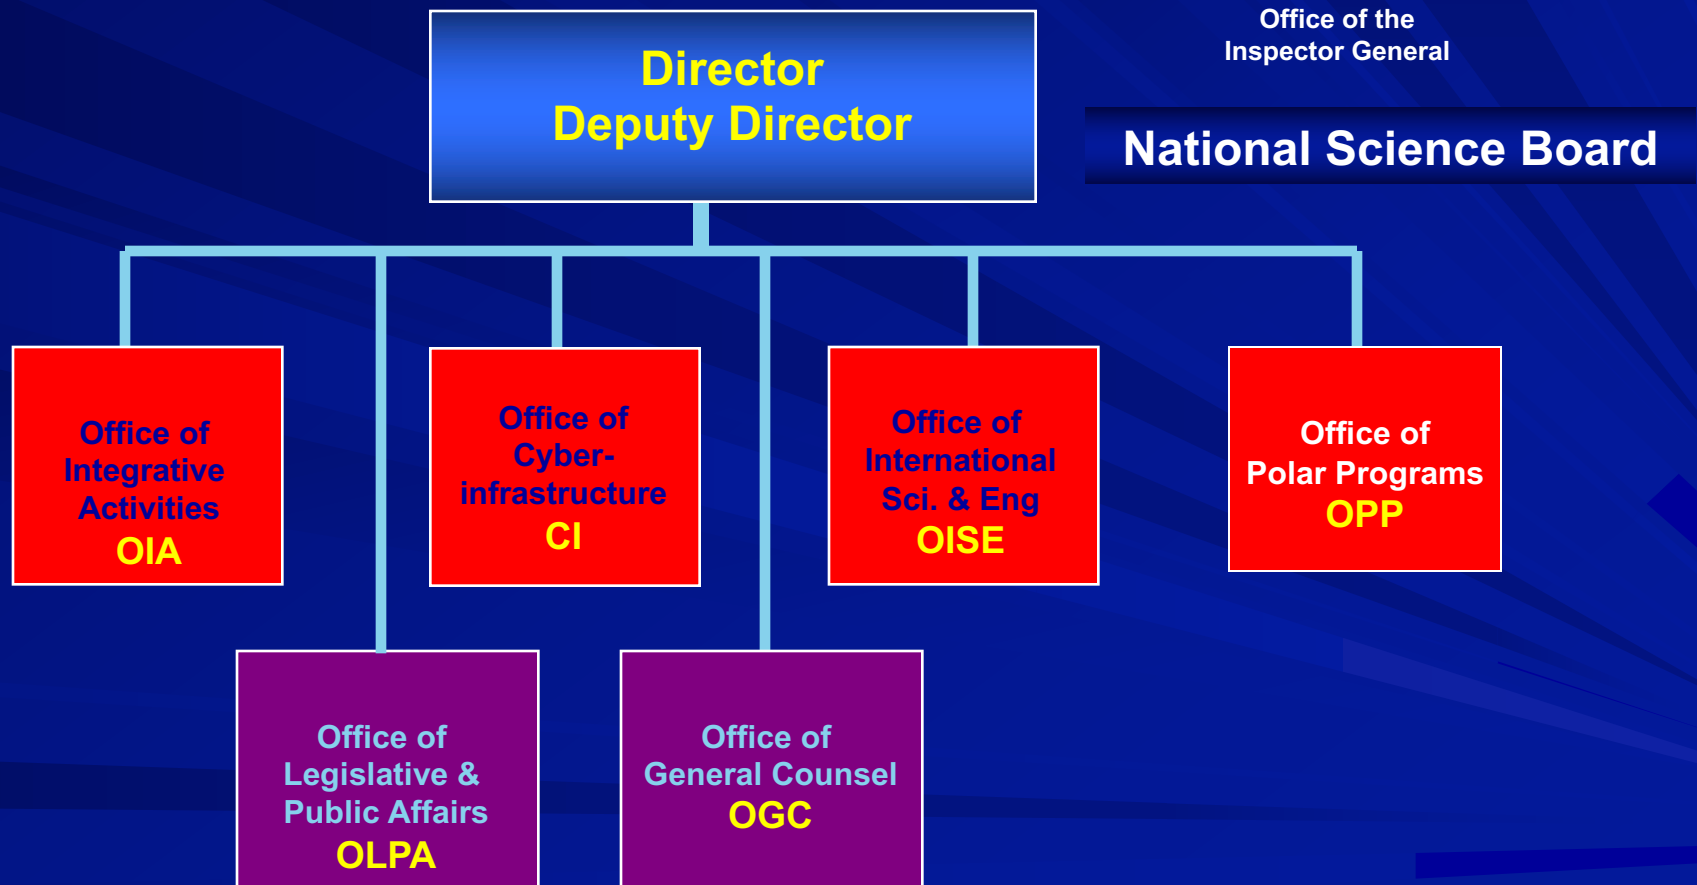 Director
Deputy Director
Office of the
Inspector General
National Science Board
Office of
Integrative
Activities
OIA
Office of
Cyber-
infrastructure
CI
Office of
International
Sci. & Eng
OISE
Office of
Polar Programs
OPP
Office of
Legislative &
Public Affairs
OLPA
Office of
General Counsel
OGC